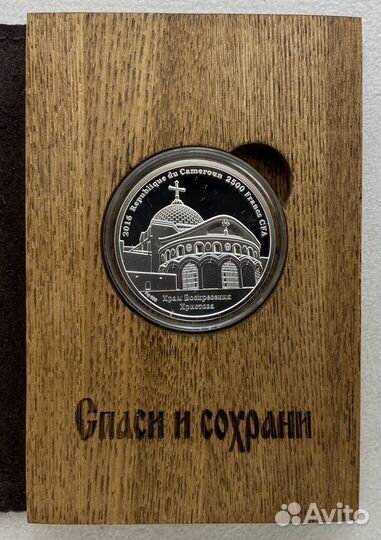 2016 Republique du Cameroun 2500 Francs CFA
Храм Воскресения
Христова
Спаси и сохрани
Avito